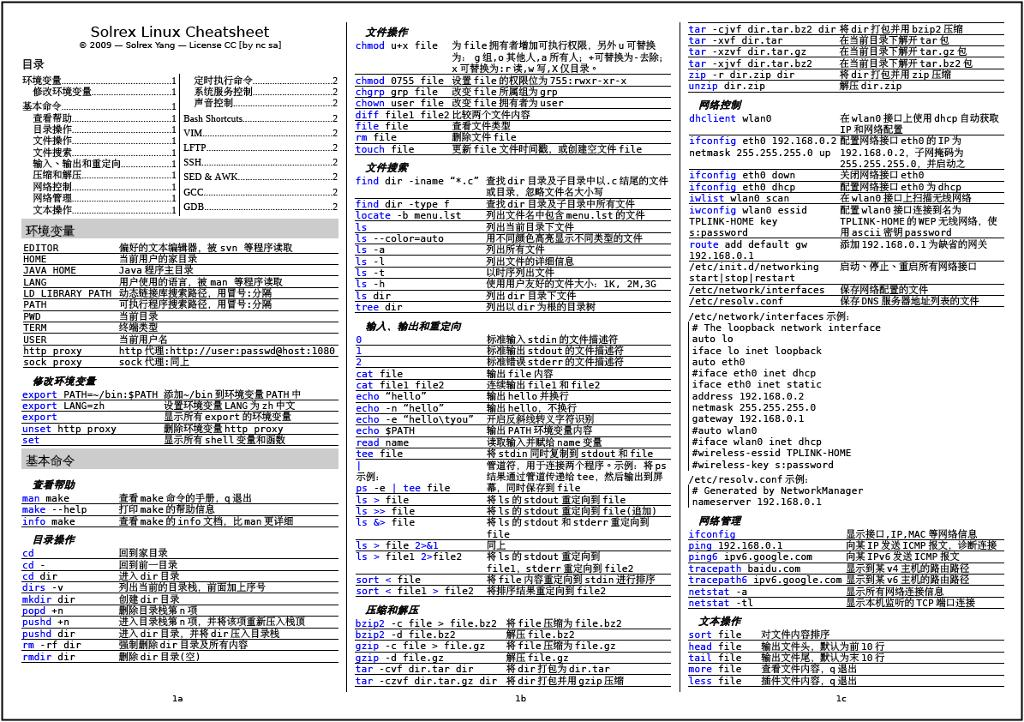 Solrex Linux Cheatsheet
© 2009 — Solrex Yang — License CC [by nc sa]
目录
环境变量 1
修改环境变量 1
基本命令 1
查看帮助 1
目录操作 1
文件操作 1
文件搜索 1
输入、输出和重定向 1
压缩和解压 1
网络控制 1
网络管理 1
文本操作 1
定时执行命令 2
系统服务控制 2
声音控制 2
Bash Shortcuts 2
VIM 2
LFTP 2
SSH 2
SED & AWK 2
GCC 2
GDB 2
环境变量
EDITOR 偏好的文本编辑器，被 svn 等程序读取
HOME 当前用户的家目录
JAVA HOME Java 程序主目录
LANG 用户使用的语言，被 man 等程序读取
LD LIBRARY PATH 动态链接库搜索路径，用冒号:分隔
PATH 可执行程序搜索路径，用冒号:分隔
PWD 当前目录
TERM 终端类型
USER 当前用户名
http proxy http 代理:http://user:passwd@host:1080
sock proxy sock 代理:同上
修改环境变量
export PATH=~/bin:$PATH 添加~/bin 到环境变量 PATH 中
export LANG=zh 设置环境变量 LANG 为 zh 中文
export 显示所有 export 的环境变量
unset http proxy 删除环境变量 http proxy
set 显示所有 shell 变量和函数
基本命令
查看帮助
man make 查看 make 命令的手册，q 退出
make --help 打印 make 的帮助信息
info make 查看 make 的 info 文档，比 man 更详细
目录操作
cd 回到家目录
cd - 回到前一目录
cd dir 进入 dir 目录
dirs -v 列出当前的目录栈，前面加上序号
mkdir dir 创建 dir 目录
popd +n 删除目录栈第 n 项
pushd +n 进入目录栈第 n 项，并将该项重新压入栈顶
pushd dir 进入 dir 目录，并将 dir 压入目录栈
rm -rf dir 强制删除 dir 目录及所有内容
rmdir dir 删除 dir 目录(空)
1a
文件操作
chmod u+x file 为 file 拥有者增加可执行权限，另外 u 可替换
为：g 组,o 其他人,a 所有人；+可替换为-去除;
x 可替换为:r 读,w 写,X 仅目录。
chmod 0755 file 设置 file 的权限位为 755:rwxr-xr-x
chgrp grp file 改变 file 所属组为 grp
chown user file 改变 file 拥有者为 user
diff file1 file2 比较两个文件内容
file file 查看文件类型
rm file 删除文件 file
touch file 更新 file 文件时间戳，或创建空文件 file
文件搜索
find dir -iname “*.c” 查找 dir 目录及子目录中以.c 结尾的文件
或目录，忽略文件名大小写
find dir -type f 查找 dir 目录及子目录中所有文件
locate -b menu.lst 列出文件名中包含 menu.lst 的文件
ls 列出当前目录下文件
ls --color=auto 用不同颜色高亮显示不同类型的文件
ls -a 列出所有文件
ls -l 列出文件的详细信息
ls -t 以时序列出文件
ls -h 使用用户友好的文件大小：1K, 2M,3G
ls dir 列出 dir 目录下文件
tree dir 列出以 dir 为根的目录树
输入、输出和重定向
0 标准输入 stdin 的文件描述符
1 标准输出 stdout 的文件描述符
2 标准错误 stderr 的文件描述符
cat file 输出 file 内容
cat file1 file2 连续输出 file1 和 file2
echo “hello” 输出 hello 并换行
echo -n “hello” 输出 hello，不换行
echo -e “hello\tyou” 开启反斜线转义字符识别
echo $PATH 输出 PATH 环境变量内容
read name 读取输入并赋给 name 变量
tee file 将 stdin 同时复制到 stdout 和 file
| 管道符，用于连接两个程序。示例：将 ps
示例: 结果通过管道传递给 tee，然后输出到屏
ps -e | tee file 幕，同时保存到 file
ls > file 将 ls 的 stdout 重定向到 file
ls >> file 将 ls 的 stdout 重定向到 file(追加)
ls &> file 将 ls 的 stdout 和 stderr 重定向到
file
ls > file 2>&1 同上
ls > file1 2>file2 将 ls 的 stdout 重定向到
file1，stderr 重定向到 file2
sort < file 将 file 内容重定向到 stdin 进行排序
sort < file1 > file2 将排序结果重定向到 file2
压缩和解压
bzip2 -c file > file.bz2 将 file 压缩为 file.bz2
bzip2 -d file.bz2 解压 file.bz2
gzip -c file > file.gz 将 file 压缩为 file.gz
gzip -d file.gz 解压 file.gz
tar -cvf dir.tar dir 将 dir 打包为 dir.tar
tar -czvf dir.tar.gz dir 将 dir 打包并用 gzip 压缩
1b
tar -cjvf dir.tar.bz2 dir 将 dir 打包并用 bzip2 压缩
tar -xvf dir.tar 在当前目录下解开 tar 包
tar -xzvf dir.tar.gz 在当前目录下解开 tar.gz 包
tar -xjvf dir.tar.bz2 在当前目录下解开 tar.bz2 包
zip -r dir.zip dir 将 dir 打包并用 zip 压缩
unzip dir.zip 解压 dir.zip
网络控制
dhclient wlan0 在 wlan0 接口上使用 dhcp 自动获取
IP 和网络配置
ifconfig eth0 192.168.0.2 配置网络接口 eth0 的 IP 为
netmask 255.255.255.0 up 192.168.0.2，子网掩码为
255.255.255.0，并启动之
ifconfig eth0 down 关闭网络接口 eth0
ifconfig eth0 dhcp 配置网络接口 eth0 为 dhcp
iwlist wlan0 scan 在 wlan0 接口上扫描无线网络
iwconfig wlan0 essid 配置 wlan0 接口连接到名为
TPLINK-HOME key TPLINK-HOME 的 WEP 无线网络，使
s:password 用 ascii 密钥 password
route add default gw 添加 192.168.0.1 为缺省的网关
192.168.0.1
/etc/init.d/networking 启动、停止、重启所有网络接口
start|stop|restart
/etc/network/interfaces 保存网络配置的文件
/etc/resolv.conf 保存 DNS 服务器地址列表的文件
/etc/network/interfaces 示例:
# The loopback network interface
auto lo
iface lo inet loopback
auto eth0
#iface eth0 inet dhcp
iface eth0 inet static
address 192.168.0.2
netmask 255.255.255.0
gateway 192.168.0.1
#auto wlan0
#iface wlan0 inet dhcp
#wireless-essid TPLINK-HOME
#wireless-key s:password
/etc/resolv.conf 示例:
# Generated by NetworkManager
nameserver 192.168.0.1
网络管理
ifconfig 显示接口,IP,MAC 等网络信息
ping 192.168.0.1 向某 IP 发送 ICMP 报文，诊断连接
ping6 ipv6.google.com 向某 IPv6 发送 ICMP 报文
tracepath baidu.com 显示到某 v4 主机的路由路径
tracepath6 ipv6.google.com 显示到某 v6 主机的路由路径
netstat -a 显示所有网络连接信息
netstat -tl 显示本机监听的 TCP 端口连接
文本操作
sort file 对文件内容排序
head file 输出文件头，默认为前 10 行
tail file 输出文件尾，默认为末 10 行
more file 查看文件内容，q 退出
less file 插件文件内容，q 退出
1c